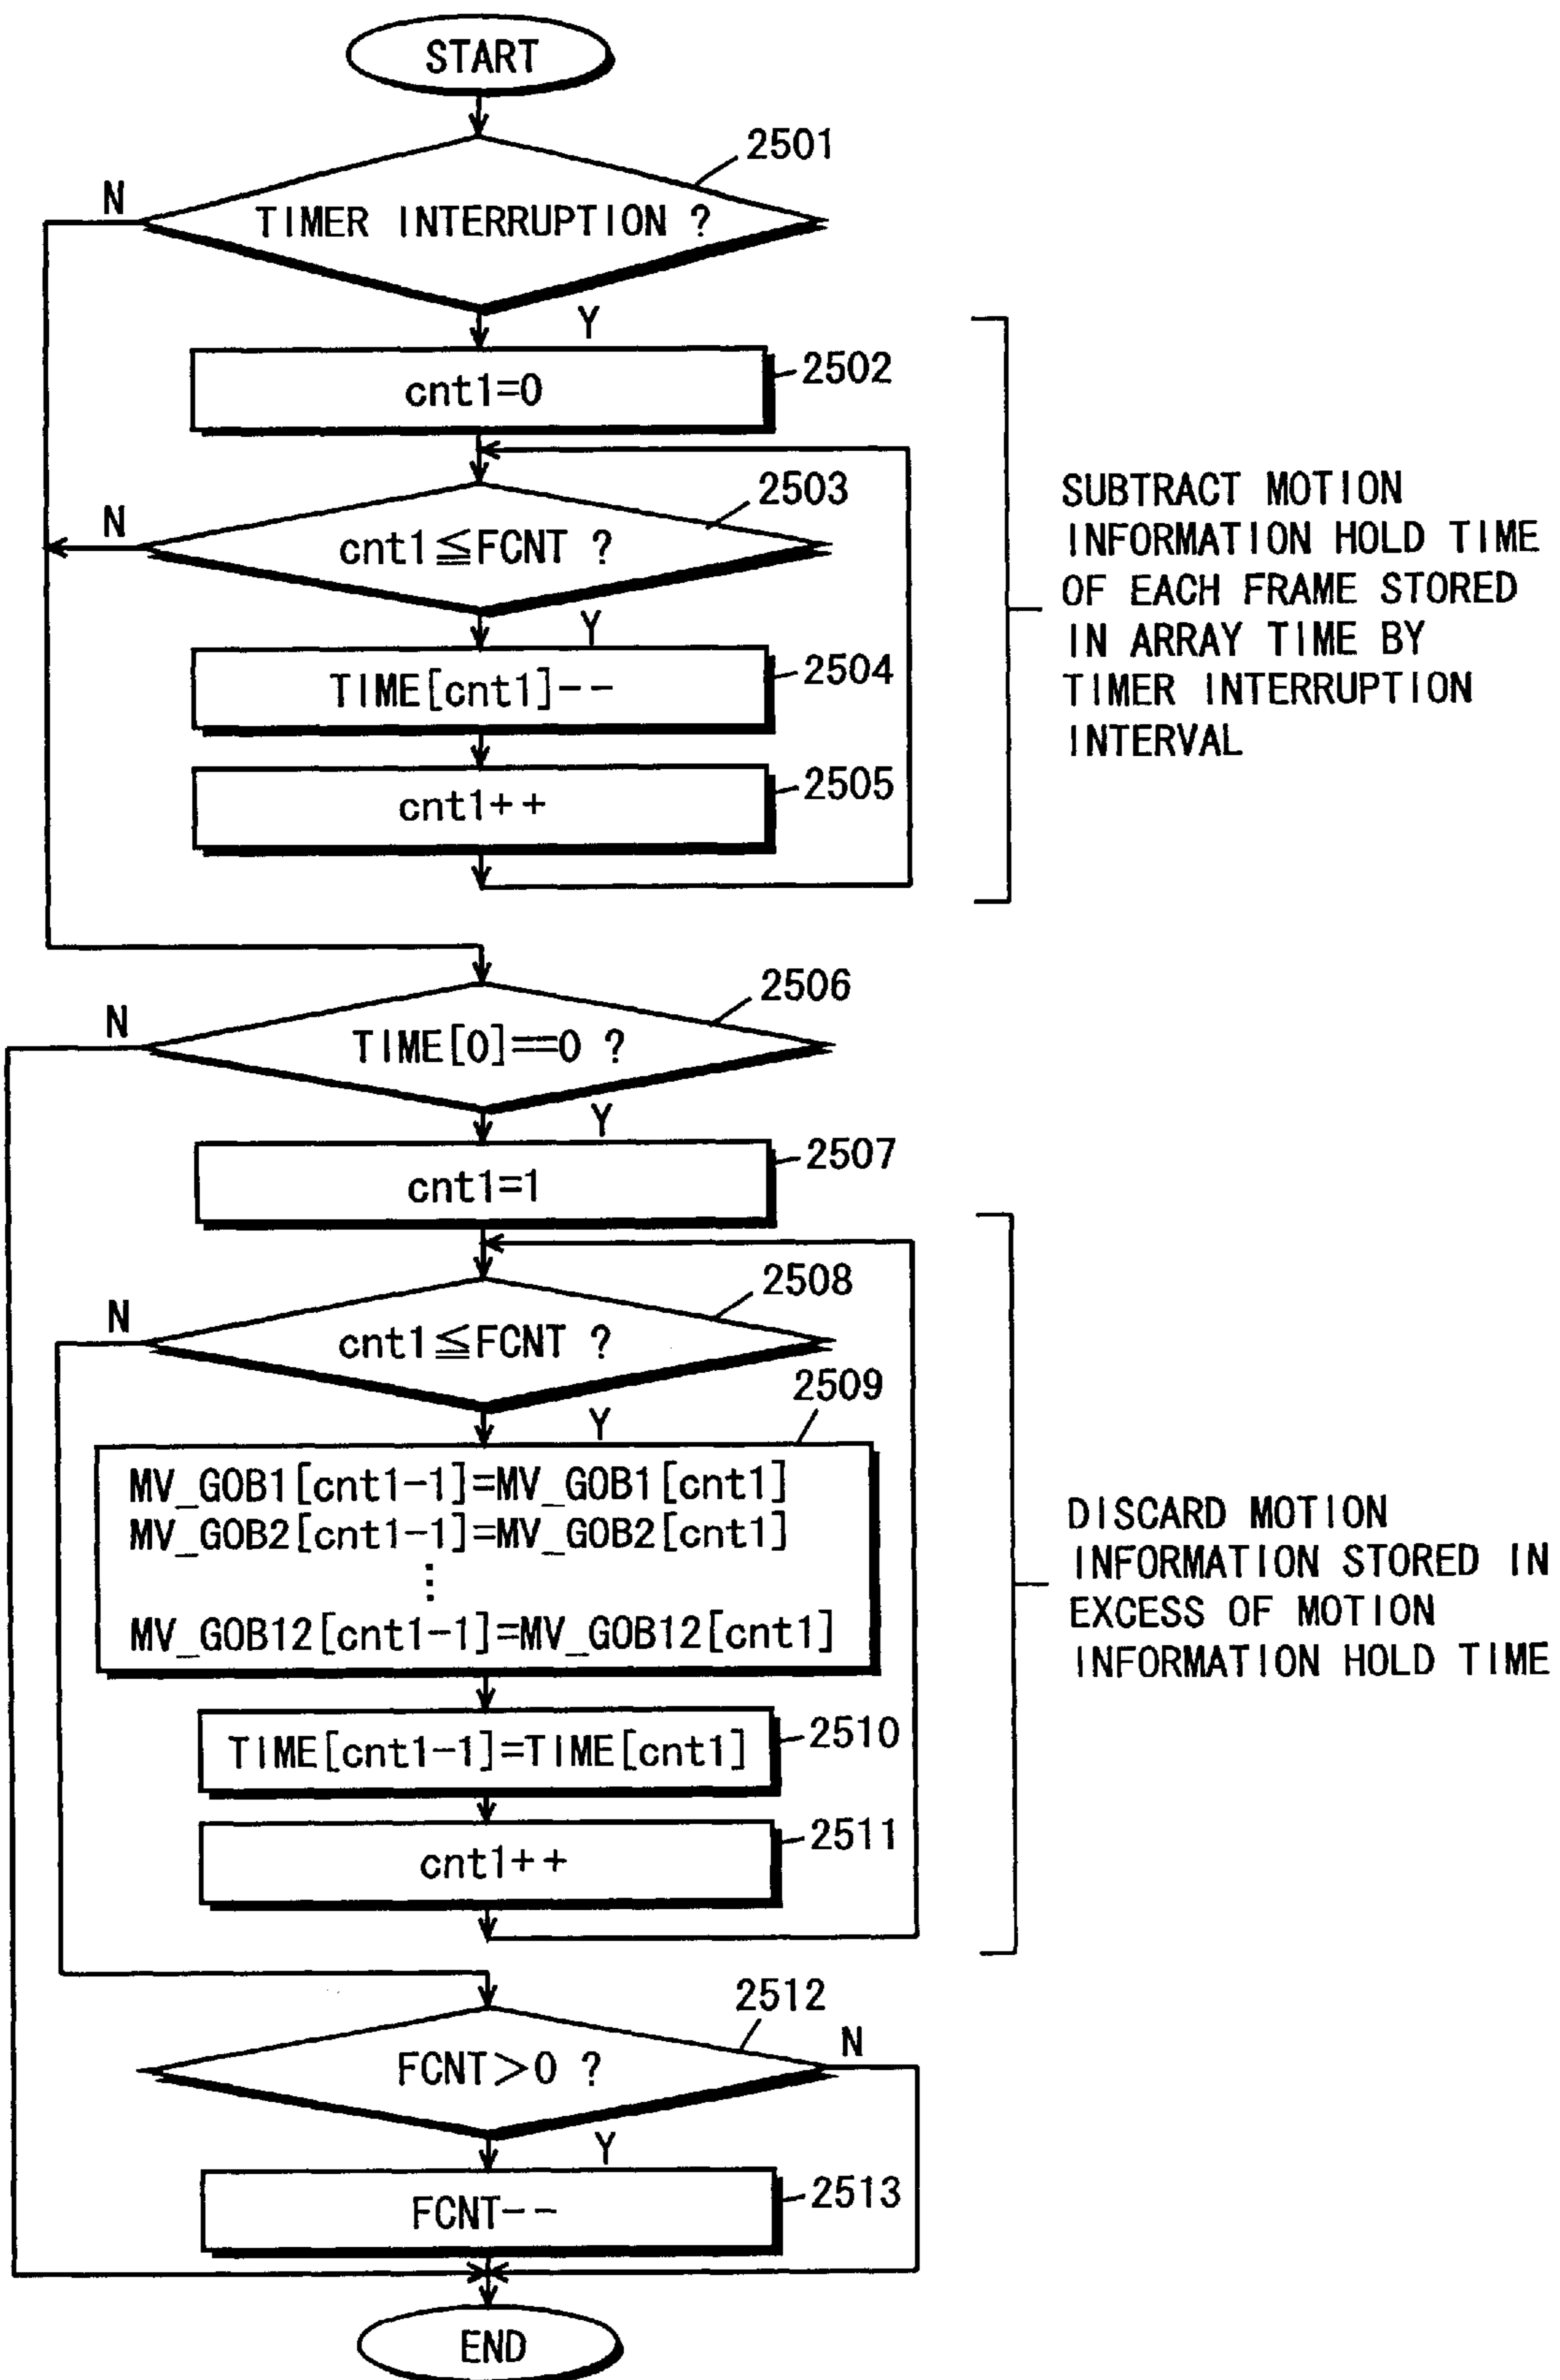 START
2501
N
TIMER INTERRUPTION ?
Y
2502
cnt1=0
2503
N
cnt1≦FCNT ?
Y
2504
TIME[cnt1]--
2505
cnt1++
SUBTRACT MOTION
INFORMATION HOLD TIME
OF EACH FRAME STORED
IN ARRAY TIME BY
TIMER INTERRUPTION
INTERVAL
2506
N
TIME[0]==0 ?
Y
2507
cnt1=1
2508
N
cnt1≦FCNT ?
2509
Y
MV_GOB1[cnt1-1]=MV_GOB1[cnt1]
MV_GOB2[cnt1-1]=MV_GOB2[cnt1]
⋮
MV_GOB12[cnt1-1]=MV_GOB12[cnt1]
2510
TIME[cnt1-1]=TIME[cnt1]
2511
cnt1++
DISCARD MOTION
INFORMATION STORED IN
EXCESS OF MOTION
INFORMATION HOLD TIME
2512
N
FCNT>0 ?
Y
2513
FCNT--
END